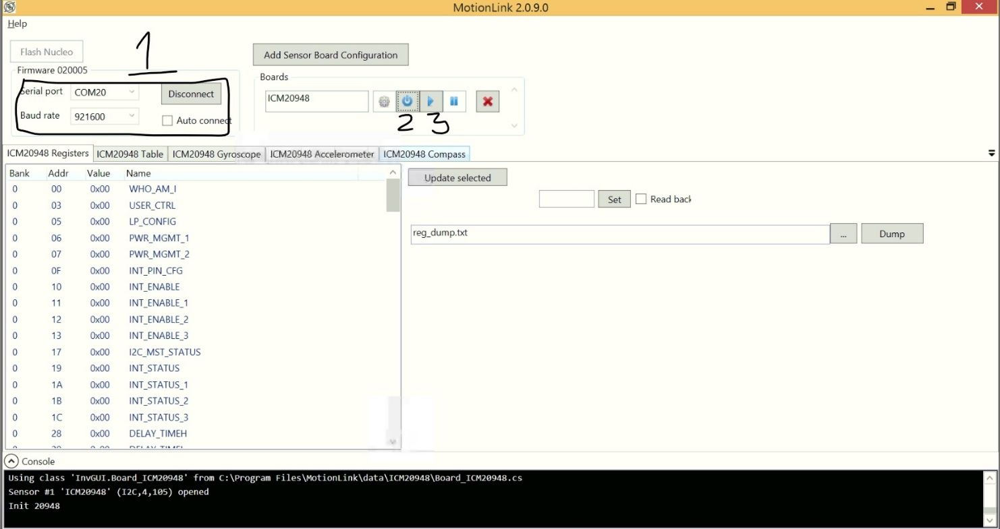 MotionLink 2.0.9.0
Help
1
Flash Nucleo
Add Sensor Board Configuration
Firmware 020005
Boards
Serial port COM20 Disconnect
ICM20948
Baud rate 921600 Auto connect
2 3
ICM20948 Registers ICM20948 Table ICM20948 Gyroscope ICM20948 Accelerometer ICM20948 Compass
Bank Addr Value Name
Update selected
0 00 0x00 WHO_AM_I
Set Read back
0 03 0x00 USER_CTRL
0 05 0x00 LP_CONFIG
reg_dump.txt ... Dump
0 06 0x00 PWR_MGMT_1
0 07 0x00 PWR_MGMT_2
0 0F 0x00 INT_PIN_CFG
0 10 0x00 INT_ENABLE
0 11 0x00 INT_ENABLE_1
0 12 0x00 INT_ENABLE_2
0 13 0x00 INT_ENABLE_3
0 17 0x00 I2C_MST_STATUS
0 19 0x00 INT_STATUS
0 1A 0x00 INT_STATUS_1
0 1B 0x00 INT_STATUS_2
0 1C 0x00 INT_STATUS_3
0 28 0x00 DELAY_TIMEH
Console
Using class 'InvGUI.Board_ICM20948' from C:\Program Files\MotionLink\data\ICM20948\Board_ICM20948.cs
Sensor #1 'ICM20948' (I2C,4,105) opened
Init 20948